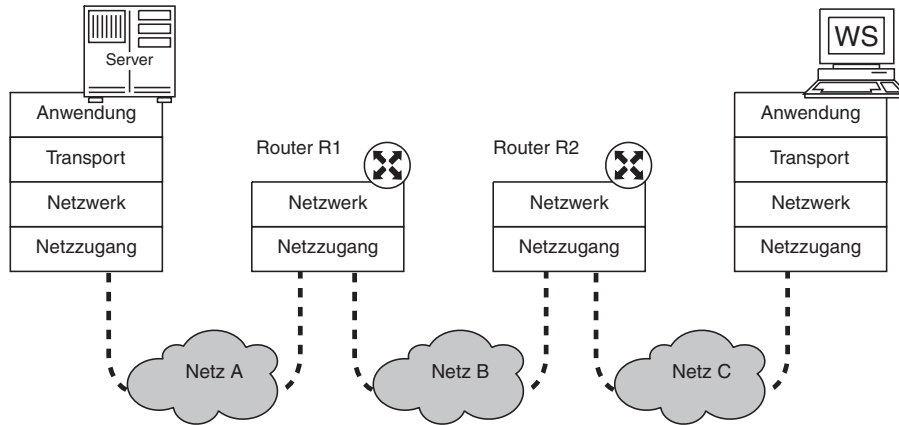 Server
WS
Anwendung
Transport
Netzwerk
Netzzugang
Router R1
Netzwerk
Netzzugang
Router R2
Netzwerk
Netzzugang
Anwendung
Transport
Netzwerk
Netzzugang
Netz A
Netz B
Netz C